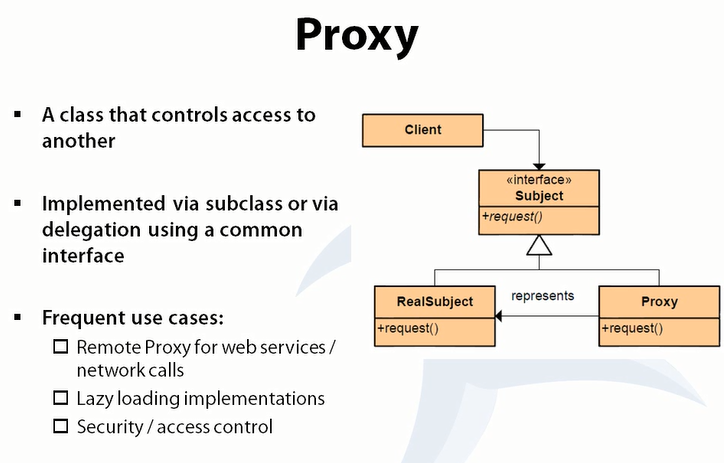 Proxy
A class that controls access to
another
Implemented via subclass or via
delegation using a common
interface
Frequent use cases:
Remote Proxy for web services /
network calls
Lazy loading implementations
Security / access control
Client
«interface»
Subject
+request()
RealSubject
+request()
represents
Proxy
+request()